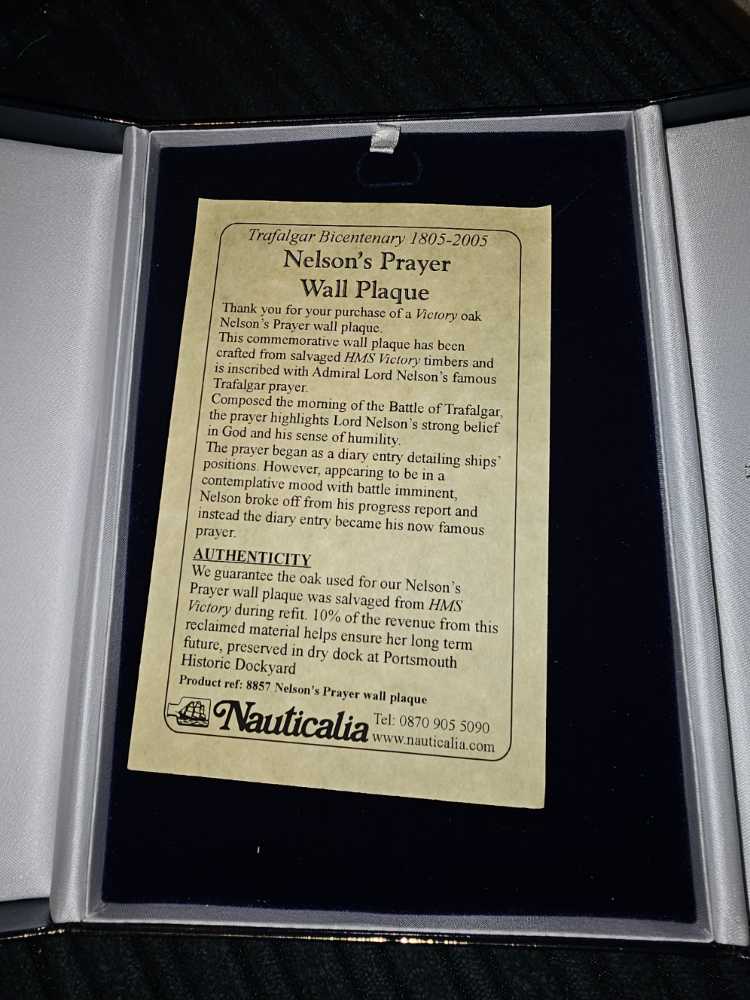 Trafalgar Bicentenary 1805-2005
Nelson's Prayer
Wall Plaque
Thank you for your purchase of a Victory oak
Nelson's Prayer wall plaque.
This commemorative wall plaque has been
crafted from salvaged HMS Victory timbers and
is inscribed with Admiral Lord Nelson's famous
Trafalgar prayer.
Composed the morning of the Battle of Trafalgar,
the prayer highlights Lord Nelson's strong belief
in God and his sense of humility.
The prayer began as a diary entry detailing ships'
positions. However, appearing to be in a
contemplative mood with battle imminent,
Nelson broke off from his progress report and
instead the diary entry became his now famous
prayer.
AUTHENTICITY
We guarantee the oak used for our Nelson's
Prayer wall plaque was salvaged from HMS
Victory during refit. 10% of the revenue from this
reclaimed material helps ensure her long term
future, preserved in dry dock at Portsmouth
Historic Dockyard
Product ref: 8857 Nelson's Prayer wall plaque
Nauticalia Tel: 0870 905 5090
www.nauticalia.com